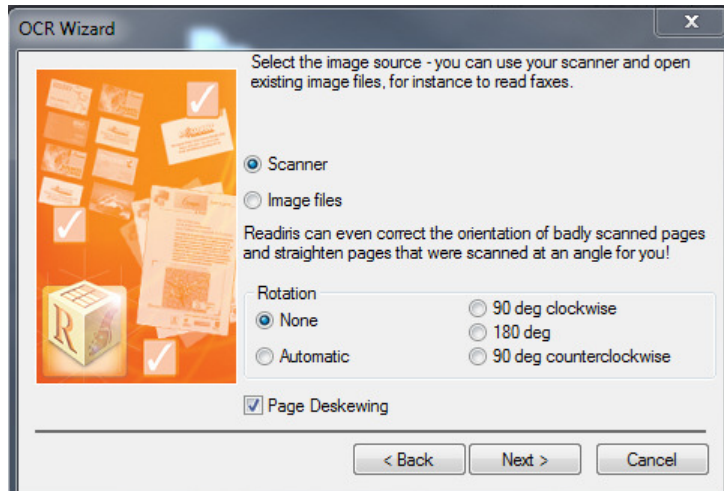 OCR Wizard
Select the image source - you can use your scanner and open
existing image files, for instance to read faxes.
Scanner
Image files
Readiris can even correct the orientation of badly scanned pages
and straighten pages that were scanned at an angle for you!
Rotation
None
Automatic
90 deg clockwise
180 deg
90 deg counterclockwise
R
Page Deskewing
< Back
Next >
Cancel